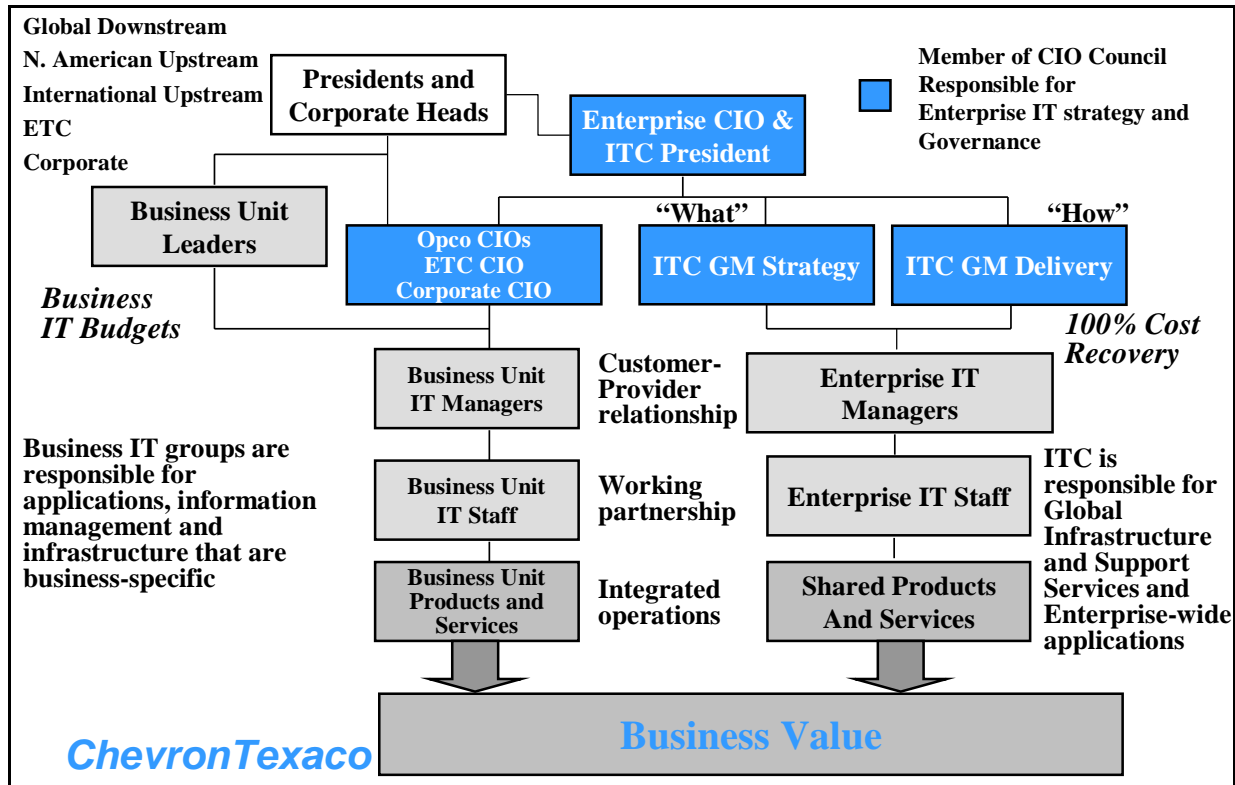 Global Downstream
N. American Upstream
International Upstream
ETC
Corporate
Presidents and
Corporate Heads
Member of CIO Council
Responsible for
Enterprise IT strategy and
Governance
Enterprise CIO &
ITC President
Business Unit
Leaders
“What”
“How”
Opco CIOs
ETC CIO
Corporate CIO
ITC GM Strategy
ITC GM Delivery
Business
IT Budgets
100% Cost
Recovery
Business Unit
IT Managers
Customer-
Provider
relationship
Enterprise IT
Managers
Business IT groups are
responsible for
applications, information
management and
infrastructure that are
business-specific
Business Unit
IT Staff
Working
partnership
Enterprise IT Staff
ITC is
responsible for
Global
Infrastructure
and Support
Services and
Enterprise-wide
applications
Business Unit
Products and
Services
Integrated
operations
Shared Products
And Services
Business Value
ChevronTexaco